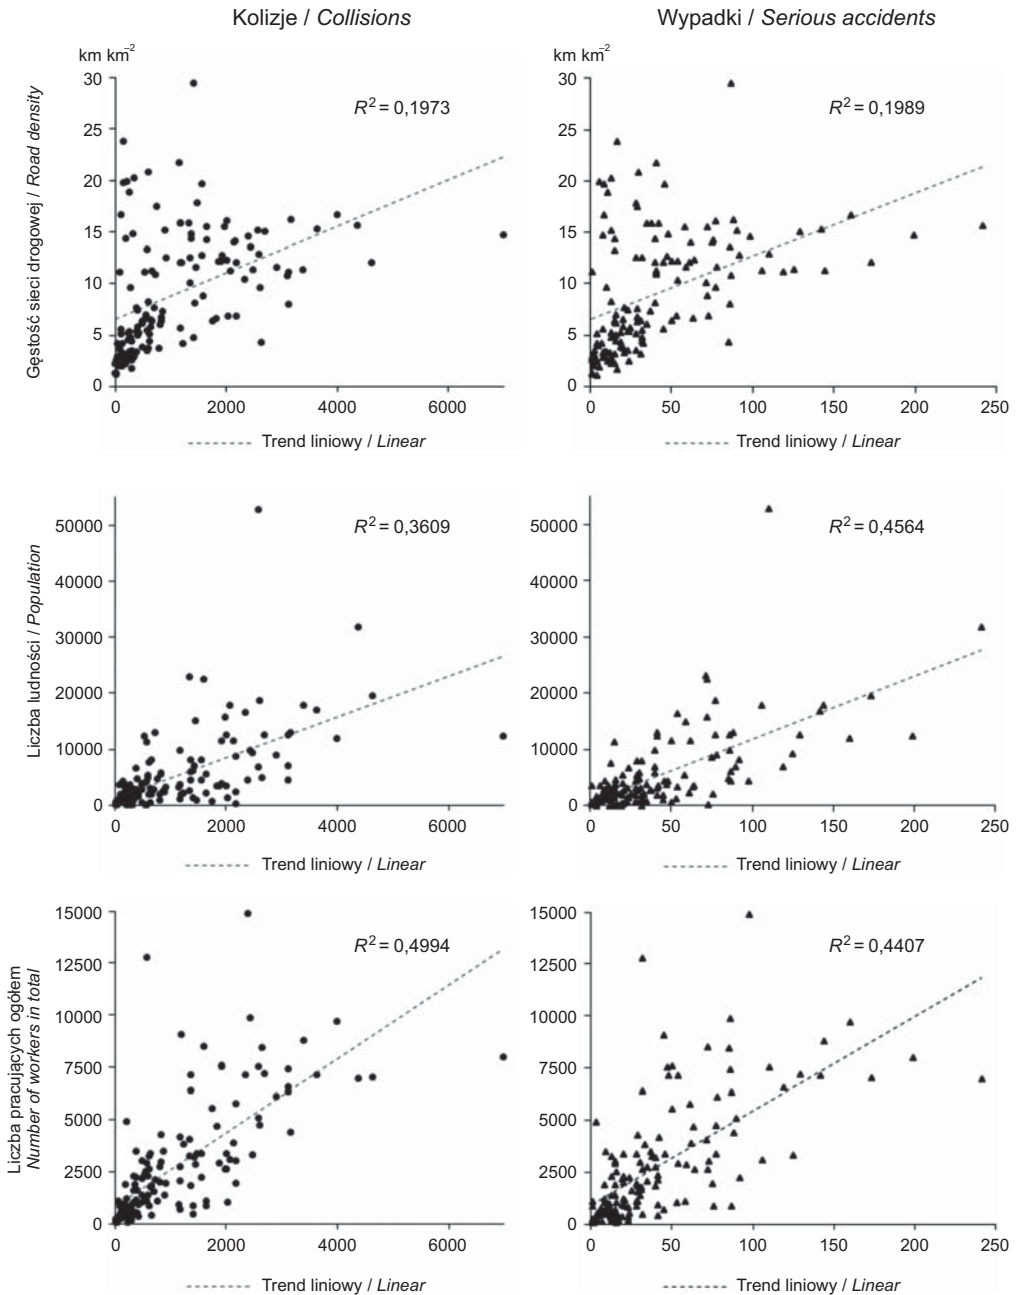 Kolizje / Collisions
Wypadki / Serious accidents
km km⁻²
km km⁻²
Gęstość sieci drogowej / Road density
30
25
20
15
10
5
0
R² = 0,1973
0 2000 4000 6000
Trend liniowy / Linear
30
25
20
15
10
5
0
R² = 0,1989
0 50 100 150 200 250
Trend liniowy / Linear
Liczba ludności / Population
50000
40000
30000
20000
10000
0
R² = 0,3609
0 2000 4000 6000
Trend liniowy / Linear
50000
40000
30000
20000
10000
0
R² = 0,4564
0 50 100 150 200 250
Trend liniowy / Linear
Liczba pracujących ogółem
Number of workers in total
15000
12500
10000
7500
5000
2500
0
R² = 0,4994
0 2000 4000 6000
Trend liniowy / Linear
15000
12500
10000
7500
5000
2500
0
R² = 0,4407
0 50 100 150 200 250
Trend liniowy / Linear